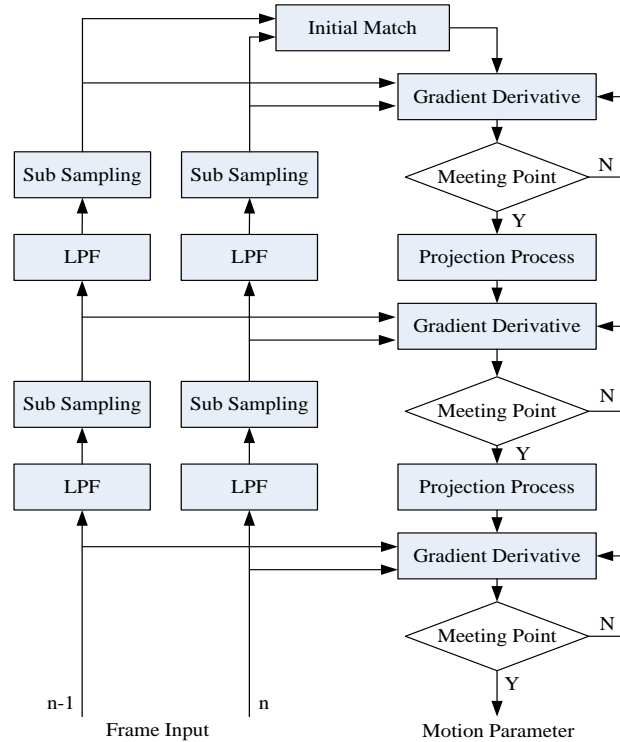 Initial Match
Gradient Derivative
Sub Sampling
Sub Sampling
Meeting Point
N
Y
LPF
LPF
Projection Process
Gradient Derivative
Sub Sampling
Sub Sampling
Meeting Point
N
Y
LPF
LPF
Projection Process
Gradient Derivative
Meeting Point
N
Y
n-1
n
Frame Input
Motion Parameter